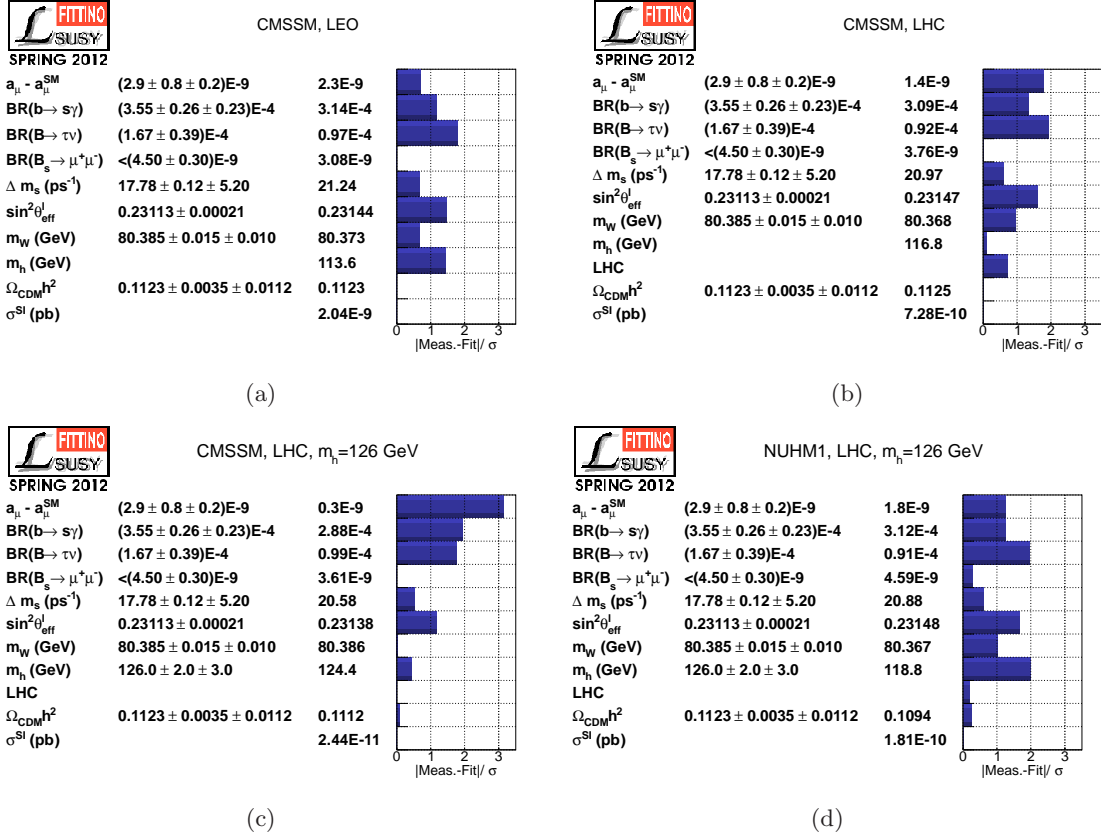 FITTINO
SUSY
SPRING 2012
CMSSM, LEO
a_μ - a_μ^SM (2.9 ± 0.8 ± 0.2)E-9 2.3E-9
BR(b→ sγ) (3.55 ± 0.26 ± 0.23)E-4 3.14E-4
BR(B→ τν) (1.67 ± 0.39)E-4 0.97E-4
BR(B_s → μ⁺μ⁻) <(4.50 ± 0.30)E-9 3.08E-9
Δ m_s (ps⁻¹) 17.78 ± 0.12 ± 5.20 21.24
sin²θ^l_eff 0.23113 ± 0.00021 0.23144
m_W (GeV) 80.385 ± 0.015 ± 0.010 80.373
m_h (GeV) 113.6
Ω_CDM h² 0.1123 ± 0.0035 ± 0.0112 0.1123
σ^SI (pb) 2.04E-9
0 1 2 3
|Meas.-Fit|/ σ
(a)
FITTINO
SUSY
SPRING 2012
CMSSM, LHC
a_μ - a_μ^SM (2.9 ± 0.8 ± 0.2)E-9 1.4E-9
BR(b→ sγ) (3.55 ± 0.26 ± 0.23)E-4 3.09E-4
BR(B→ τν) (1.67 ± 0.39)E-4 0.92E-4
BR(B_s → μ⁺μ⁻) <(4.50 ± 0.30)E-9 3.76E-9
Δ m_s (ps⁻¹) 17.78 ± 0.12 ± 5.20 20.97
sin²θ^l_eff 0.23113 ± 0.00021 0.23147
m_W (GeV) 80.385 ± 0.015 ± 0.010 80.368
m_h (GeV) 116.8
LHC
Ω_CDM h² 0.1123 ± 0.0035 ± 0.0112 0.1125
σ^SI (pb) 7.28E-10
0 1 2 3
|Meas.-Fit|/ σ
(b)
FITTINO
SUSY
SPRING 2012
CMSSM, LHC, m_h=126 GeV
a_μ - a_μ^SM (2.9 ± 0.8 ± 0.2)E-9 0.3E-9
BR(b→ sγ) (3.55 ± 0.26 ± 0.23)E-4 2.88E-4
BR(B→ τν) (1.67 ± 0.39)E-4 0.99E-4
BR(B_s → μ⁺μ⁻) <(4.50 ± 0.30)E-9 3.61E-9
Δ m_s (ps⁻¹) 17.78 ± 0.12 ± 5.20 20.58
sin²θ^l_eff 0.23113 ± 0.00021 0.23138
m_W (GeV) 80.385 ± 0.015 ± 0.010 80.386
m_h (GeV) 126.0 ± 2.0 ± 3.0 124.4
LHC
Ω_CDM h² 0.1123 ± 0.0035 ± 0.0112 0.1112
σ^SI (pb) 2.44E-11
0 1 2 3
|Meas.-Fit|/ σ
(c)
FITTINO
SUSY
SPRING 2012
NUHM1, LHC, m_h=126 GeV
a_μ - a_μ^SM (2.9 ± 0.8 ± 0.2)E-9 1.8E-9
BR(b→ sγ) (3.55 ± 0.26 ± 0.23)E-4 3.12E-4
BR(B→ τν) (1.67 ± 0.39)E-4 0.91E-4
BR(B_s → μ⁺μ⁻) <(4.50 ± 0.30)E-9 4.59E-9
Δ m_s (ps⁻¹) 17.78 ± 0.12 ± 5.20 20.88
sin²θ^l_eff 0.23113 ± 0.00021 0.23148
m_W (GeV) 80.385 ± 0.015 ± 0.010 80.367
m_h (GeV) 126.0 ± 2.0 ± 3.0 118.8
LHC
Ω_CDM h² 0.1123 ± 0.0035 ± 0.0112 0.1094
σ^SI (pb) 1.81E-10
0 1 2 3
|Meas.-Fit|/ σ
(d)